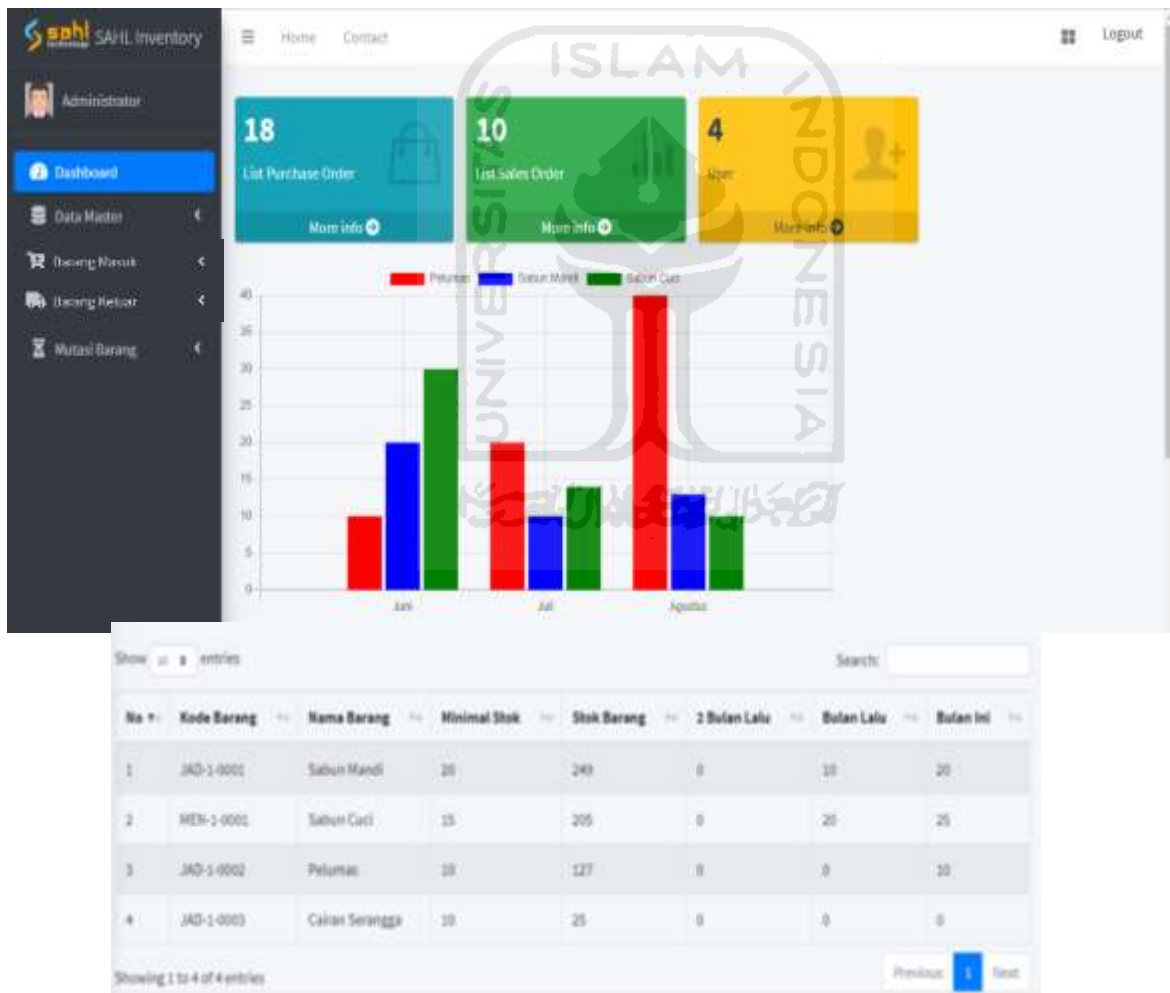 sahl technology SAHL Inventory
Home Contact
Logout
Administrator
Dashboard
Data Master
Barang Masuk
Barang Keluar
Mutasi Barang
18
List Purchase Order
More info
10
List Sales Order
More info
4
User
More info
UNIVERSITAS ISLAM INDONESIA
Pelumas Sabun Mandi Sabun Cuci
40
35
30
25
20
15
10
5
0
Juni Juli Agustus
Show 10 entries
Search:
No Kode Barang Nama Barang Minimal Stok Stok Barang 2 Bulan Lalu Bulan Lalu Bulan Ini
1 JAD-1-0001 Sabun Mandi 20 249 0 10 20
2 MEN-1-0001 Sabun Cuci 15 205 0 20 25
3 JAD-1-0002 Pelumas 10 127 0 0 10
4 JAD-1-0003 Cairan Serangga 10 25 0 0 0
Showing 1 to 4 of 4 entries
Previous 1 Next